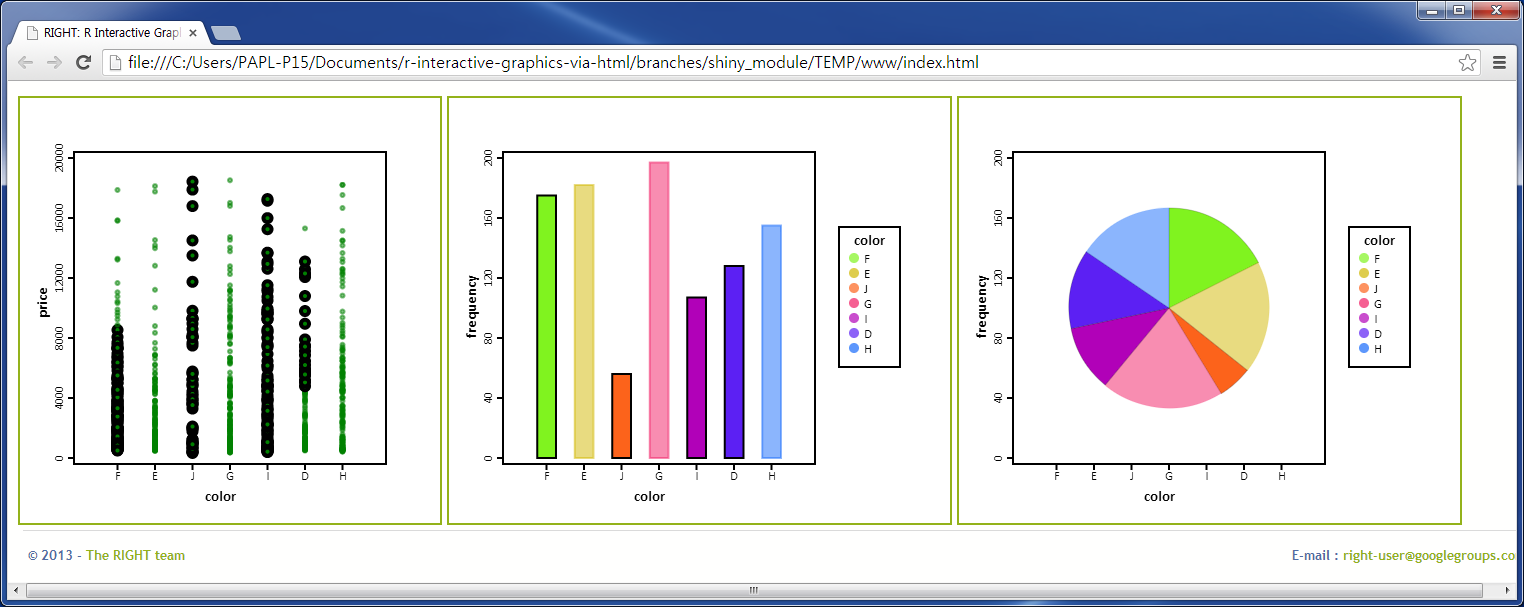 RIGHT: R Interactive Grap
file:///C:/Users/PAPL-P15/Documents/r-interactive-graphics-via-html/branches/shiny_module/TEMP/www/index.html
price
0 4000 8000 12000 16000 20000
F E J G I D H
color
frequency
0 40 80 120 160 200
F E J G I D H
color
color
F
E
J
G
I
D
H
frequency
0 40 80 120 160 200
F E J G I D H
color
color
F
E
J
G
I
D
H
© 2013 - The RIGHT team
E-mail : right-user@googlegroups.co